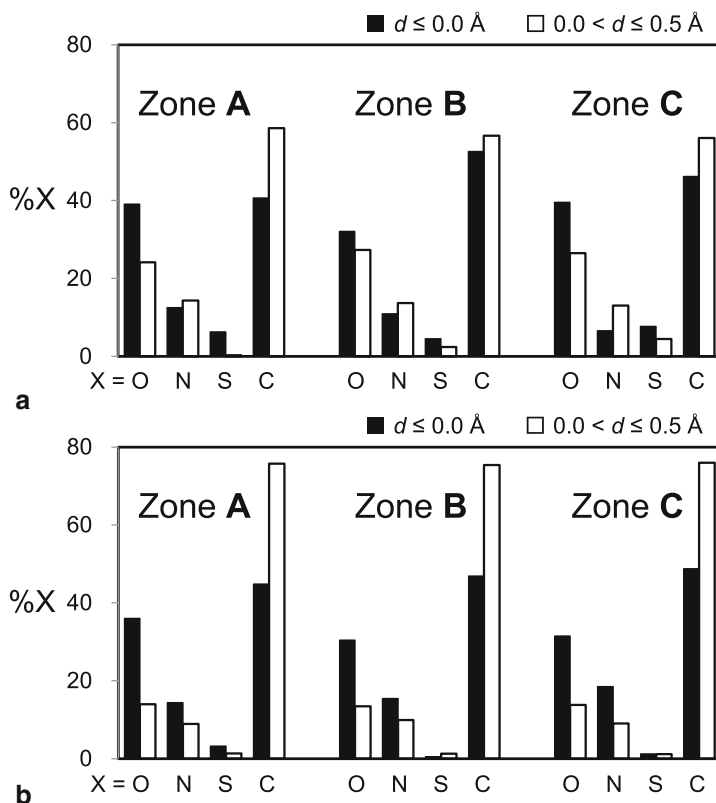 d ≤ 0.0 Å 0.0 < d ≤ 0.5 Å
80
Zone A Zone B Zone C
60
%X
40
20
0
X = O N S C O N S C O N S C
a
d ≤ 0.0 Å 0.0 < d ≤ 0.5 Å
80
Zone A Zone B Zone C
60
%X
40
20
0
X = O N S C O N S C O N S C
b